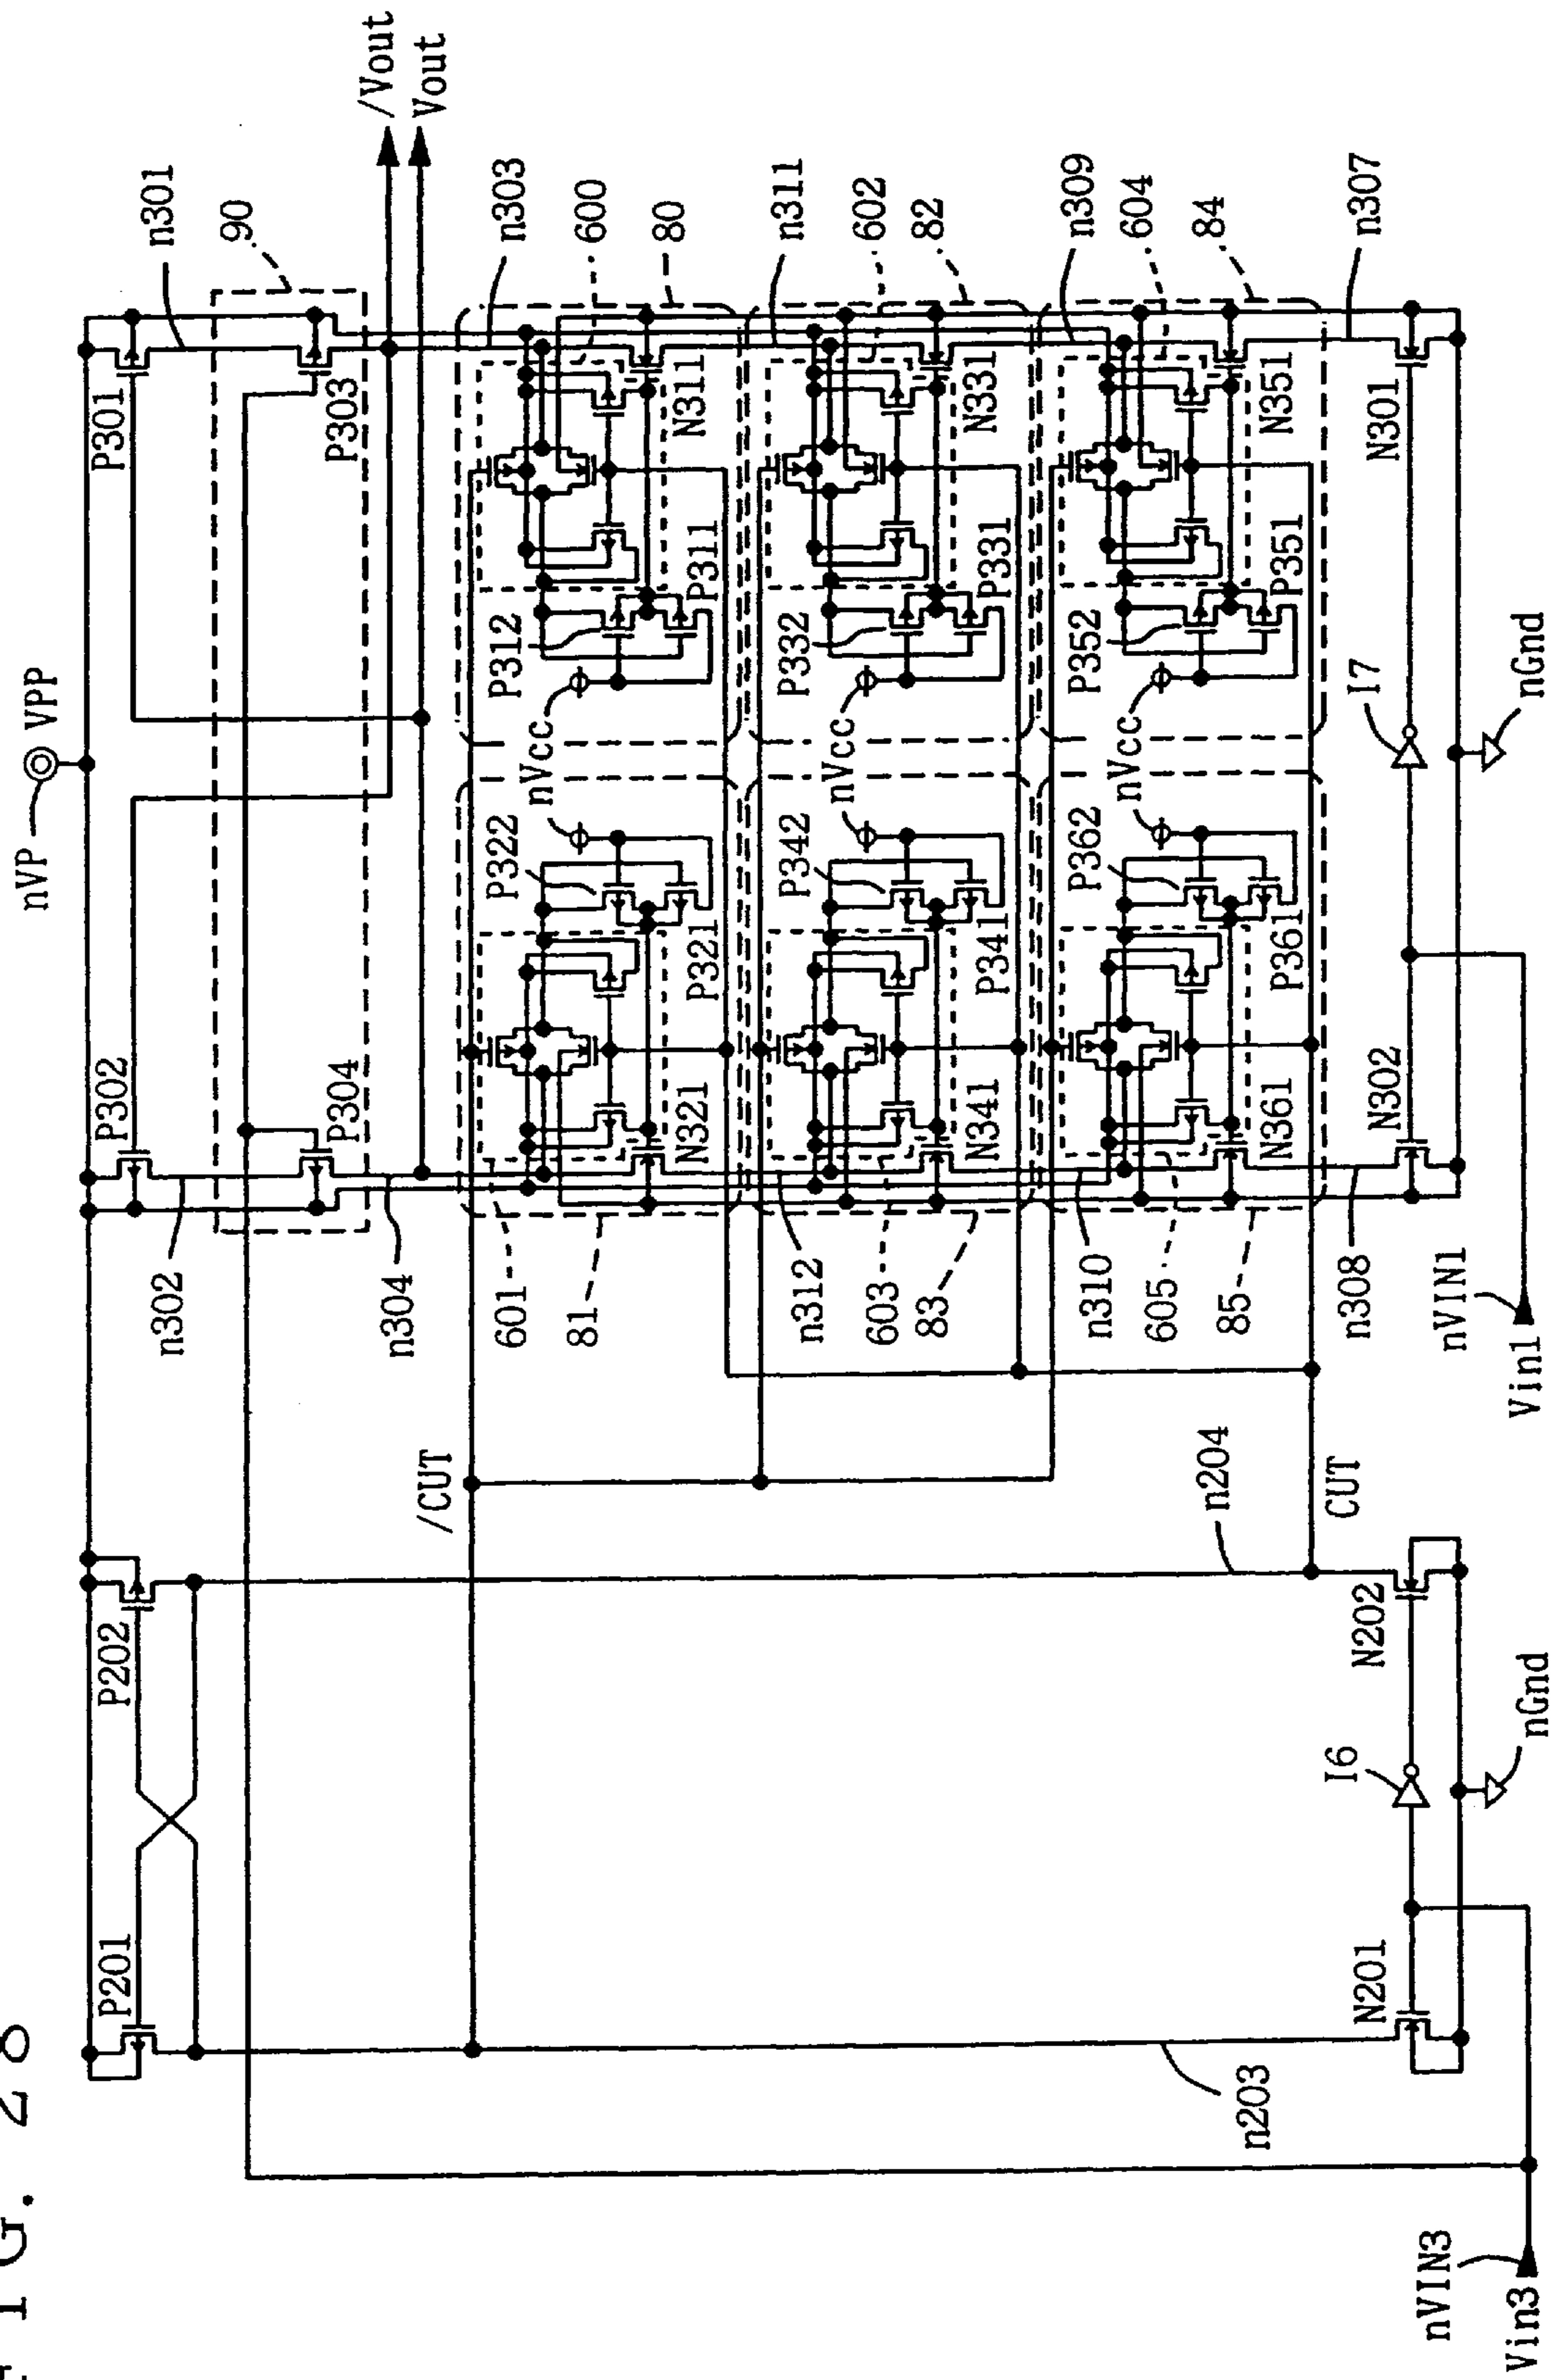 FIG. 28
nVP
VPP
/Vout
Vout
P201
P202
P302
P301
n301
90
P304
P303
n302
n304
n303
600
80
n311
602
82
n309
604
84
n307
/CUT
601
81
n312
603
83
n310
605
85
n308
P322
P312
nVcc
N321
P321
P311
N311
P342
P332
nVcc
N341
P341
P331
N331
P362
P352
nVcc
N361
P361
P351
N351
n204
CUT
n203
N201
I6
N202
nGnd
N302
I7
N301
nGnd
nVIN1
Vin1
nVIN3
Vin3